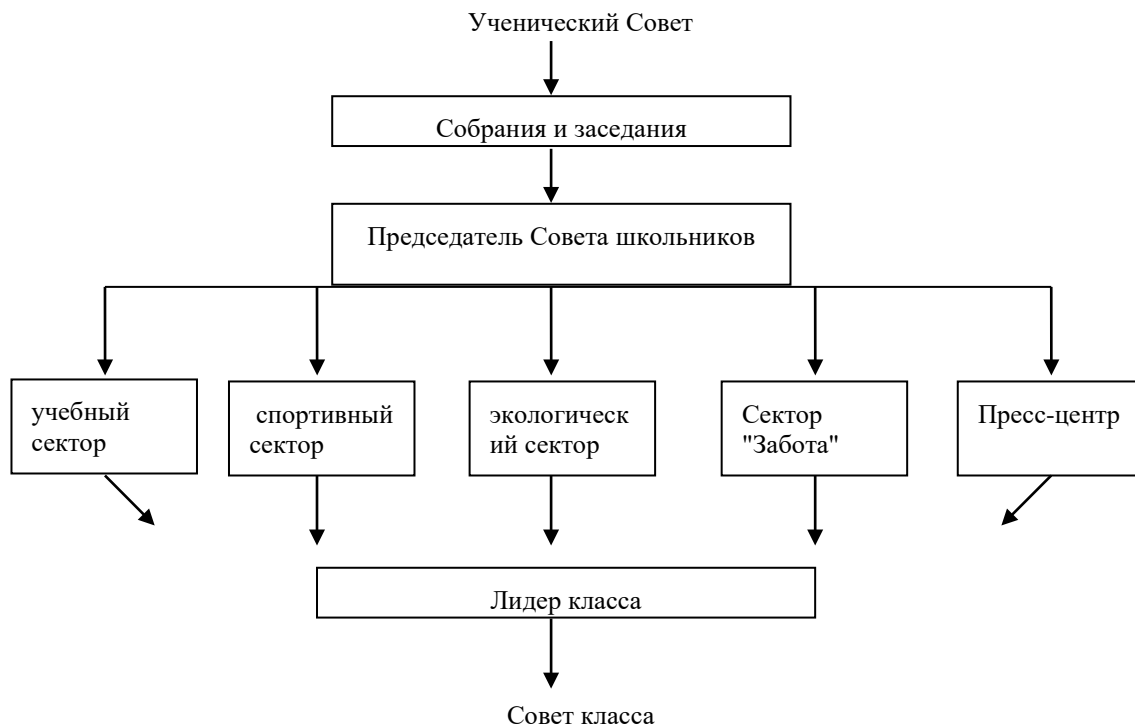 Ученический Совет
Собрания и заседания
Председатель Совета школьников
учебный
сектор
спортивный
сектор
экологическ
ий сектор
Сектор
"Забота"
Пресс-центр
Лидер класса
Совет класса